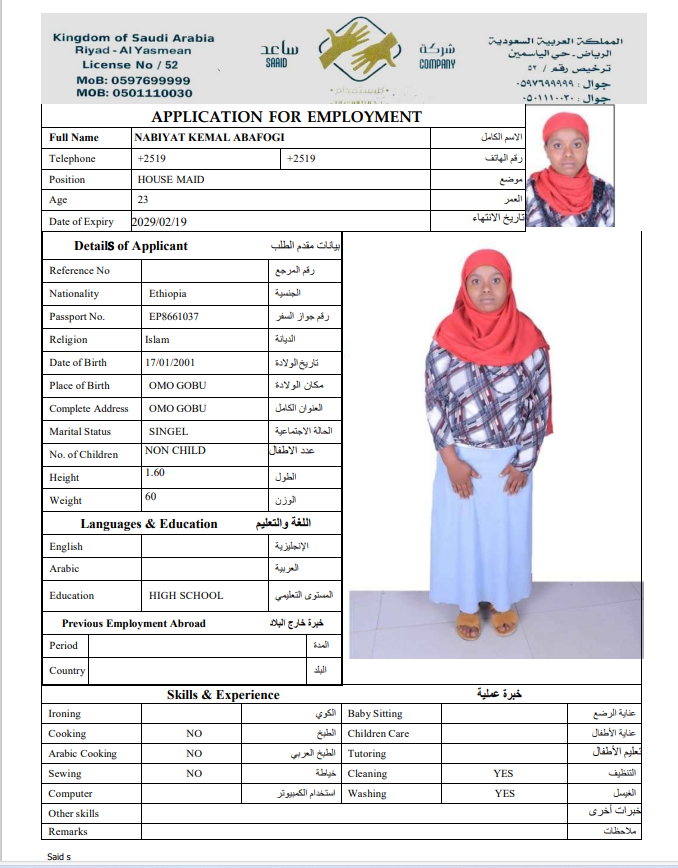 Kingdom of Saudi Arabia
Riyad - Al Yasmean
License No / 52
MoB: 0597699999
MOB: 0501110030
ساعد
SAAID
شركة
COMPANY
للإستقدام
المملكة العربية السعودية
الرياض - حي الياسمين
ترخيص رقم / ٥٢
جوال : ٠٥٩٧٦٩٩٩٩٩
جوال : ٠٥٠١١١٠٠٣٠
APPLICATION FOR EMPLOYMENT
Full Name NABIYAT KEMAL ABAFOGI الاسم الكامل
Telephone +2519 +2519 رقم الهاتف
Position HOUSE MAID موضع
Age 23 العمر
Date of Expiry 2029/02/19 تاريخ الانتهاء
Details of Applicant بيانات مقدم الطلب
Reference No رقم المرجع
Nationality Ethiopia الجنسية
Passport No. EP8661037 رقم جواز السفر
Religion Islam الديانة
Date of Birth 17/01/2001 تاريخ الولادة
Place of Birth OMO GOBU مكان الولادة
Complete Address OMO GOBU العنوان الكامل
Marital Status SINGEL الحالة الاجتماعية
No. of Children NON CHILD عدد الاطفال
Height 1.60 الطول
Weight 60 الوزن
Languages & Education اللغة والتعليم
English الإنجليزية
Arabic العربية
Education HIGH SCHOOL المستوى التعليمي
Previous Employment Abroad خبرة خارج البلاد
Period المدة
Country البلد
Skills & Experience خبرة عملية
Ironing الكوي Baby Sitting عناية الرضع
Cooking NO الطبخ Children Care عناية الأطفال
Arabic Cooking NO الطبخ العربي Tutoring تعليم الأطفال
Sewing NO خياطة Cleaning YES التنظيف
Computer استخدام الكمبيوتر Washing YES الغيسل
Other skills خبرات أخرى
Remarks ملاحظات
Said s